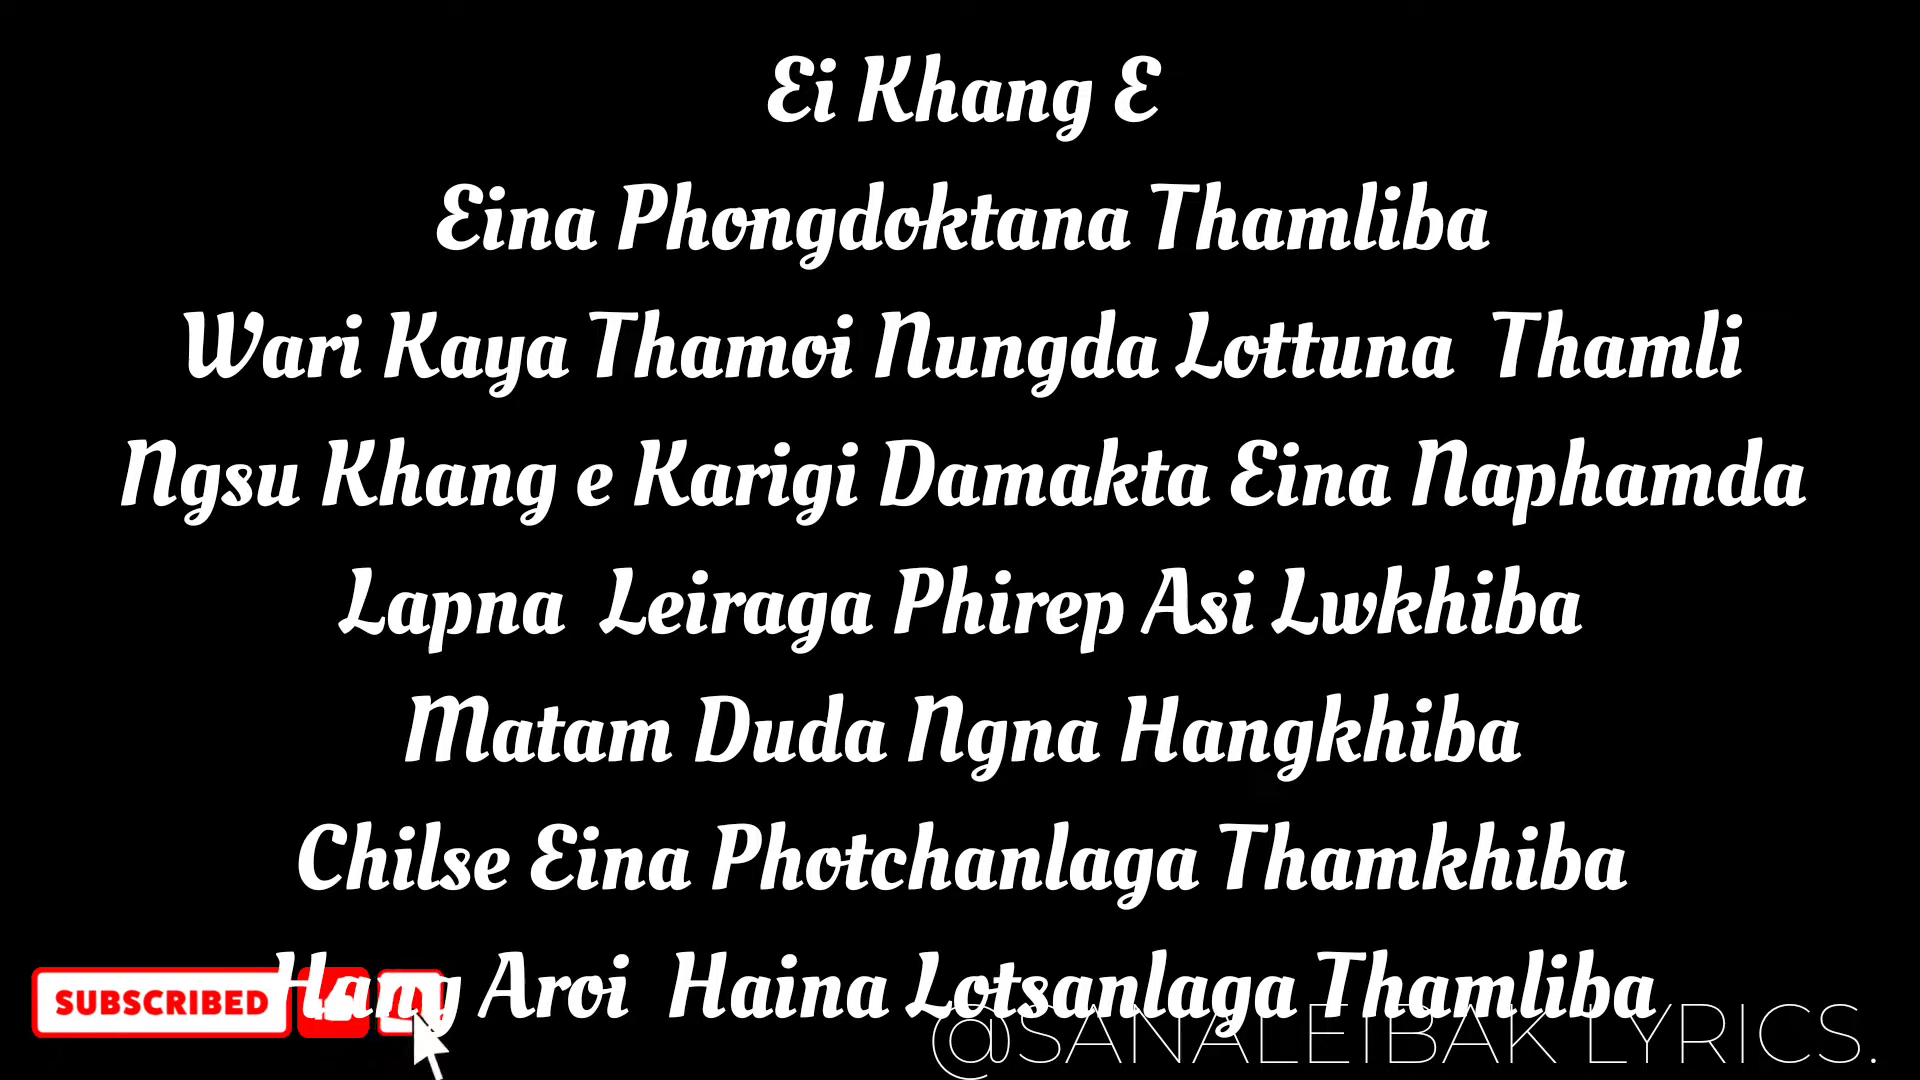 Ei Khang E
Eina Phongdoktana Thamliba
Wari Kaya Thamoi Nungda Lottuna Thamli
Ngsu Khang e Karigi Damakta Eina Naphamda
Lapna Leiraga Phirep Asi Lwkhiba
Matam Duda Ngna Hangkhiba
Chilse Eina Photchanlaga Thamkhiba
Hang Aroi Haina Lotsanlaga Thamliba
SUBSCRIBED
@SANALEIBAK LYRICS.